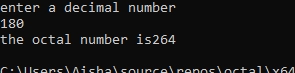 enter a decimal number
180
the octal number is264
C:\Users\Aisha\source\repos\octal\x64